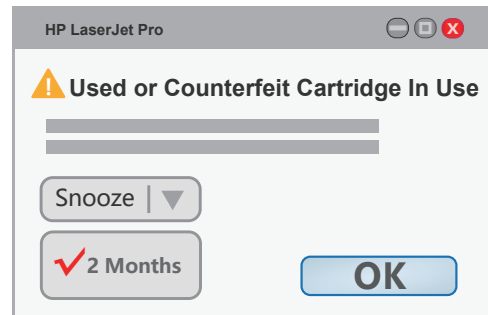 HP LaserJet Pro
Used or Counterfeit Cartridge In Use
Snooze
2 Months
OK